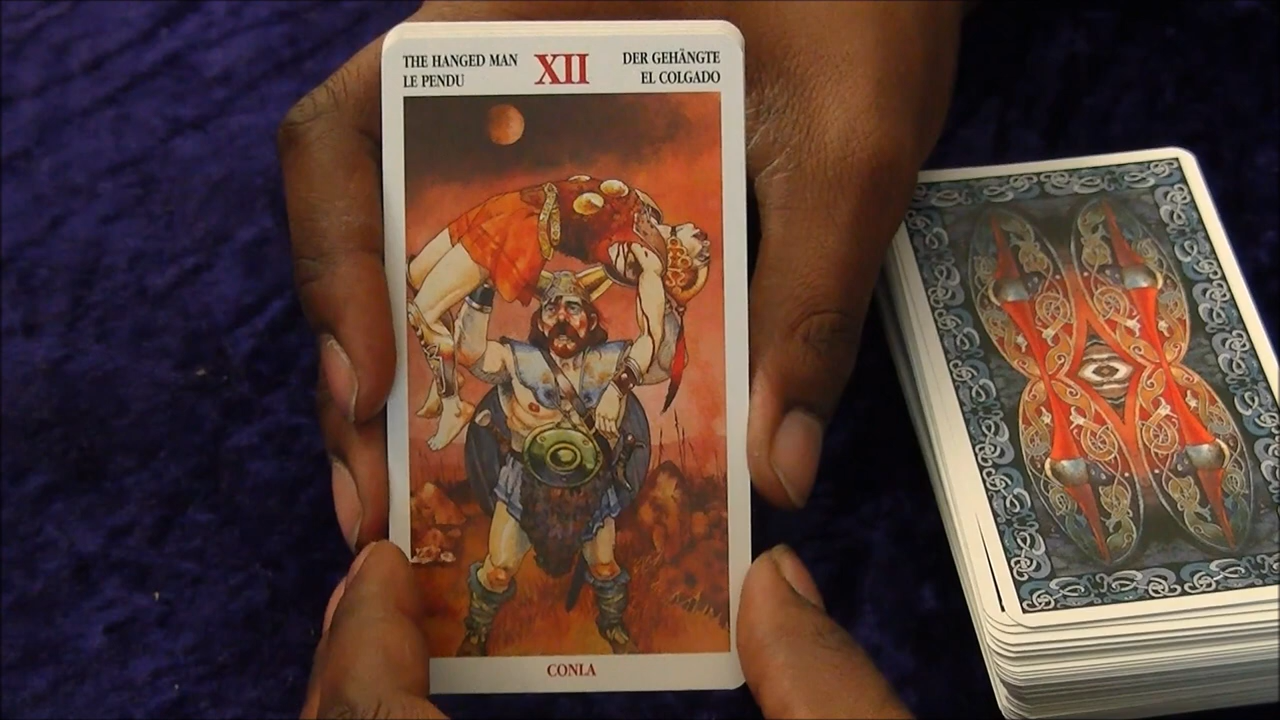 THE HANGED MAN
LE PENDU
XII
DER GEHÄNGTE
EL COLGADO
CONLA